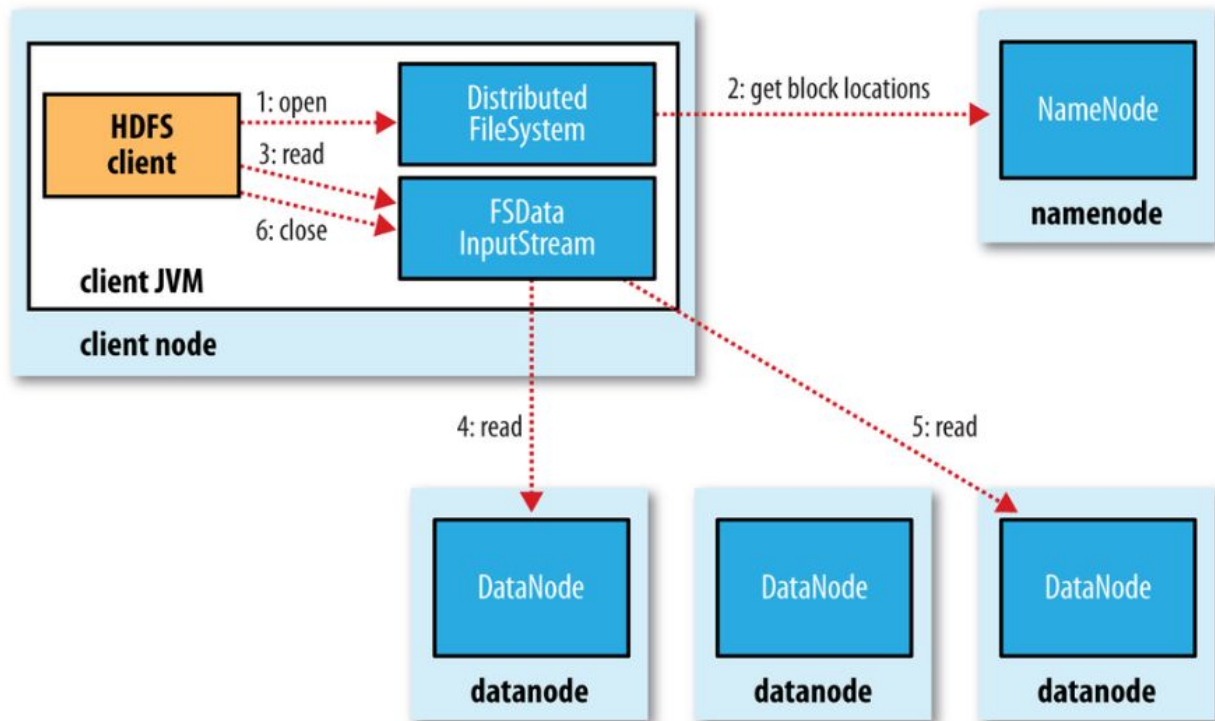 HDFS
client
1: open
3: read
6: close
Distributed
FileSystem
FSData
InputStream
client JVM
client node
2: get block locations
NameNode
namenode
4: read
5: read
DataNode
datanode
DataNode
datanode
DataNode
datanode